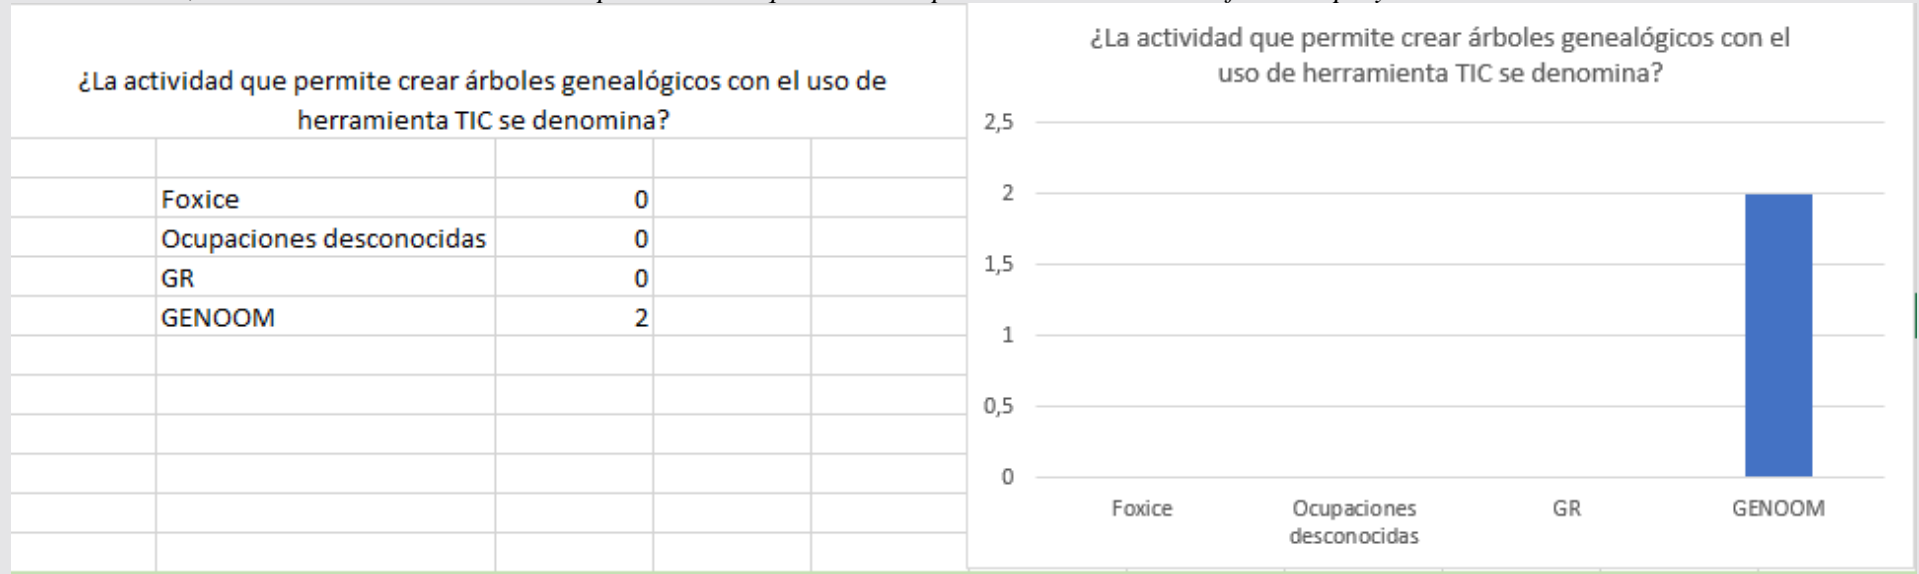 ¿La actividad que permite crear árboles genealógicos con el uso de
herramienta TIC se denomina?
Foxice 0
Ocupaciones desconocidas 0
GR 0
GENOOM 2
¿La actividad que permite crear árboles genealógicos con el
uso de herramienta TIC se denomina?
2,5
2
1,5
1
0,5
0
Foxice
Ocupaciones
desconocidas
GR
GENOOM